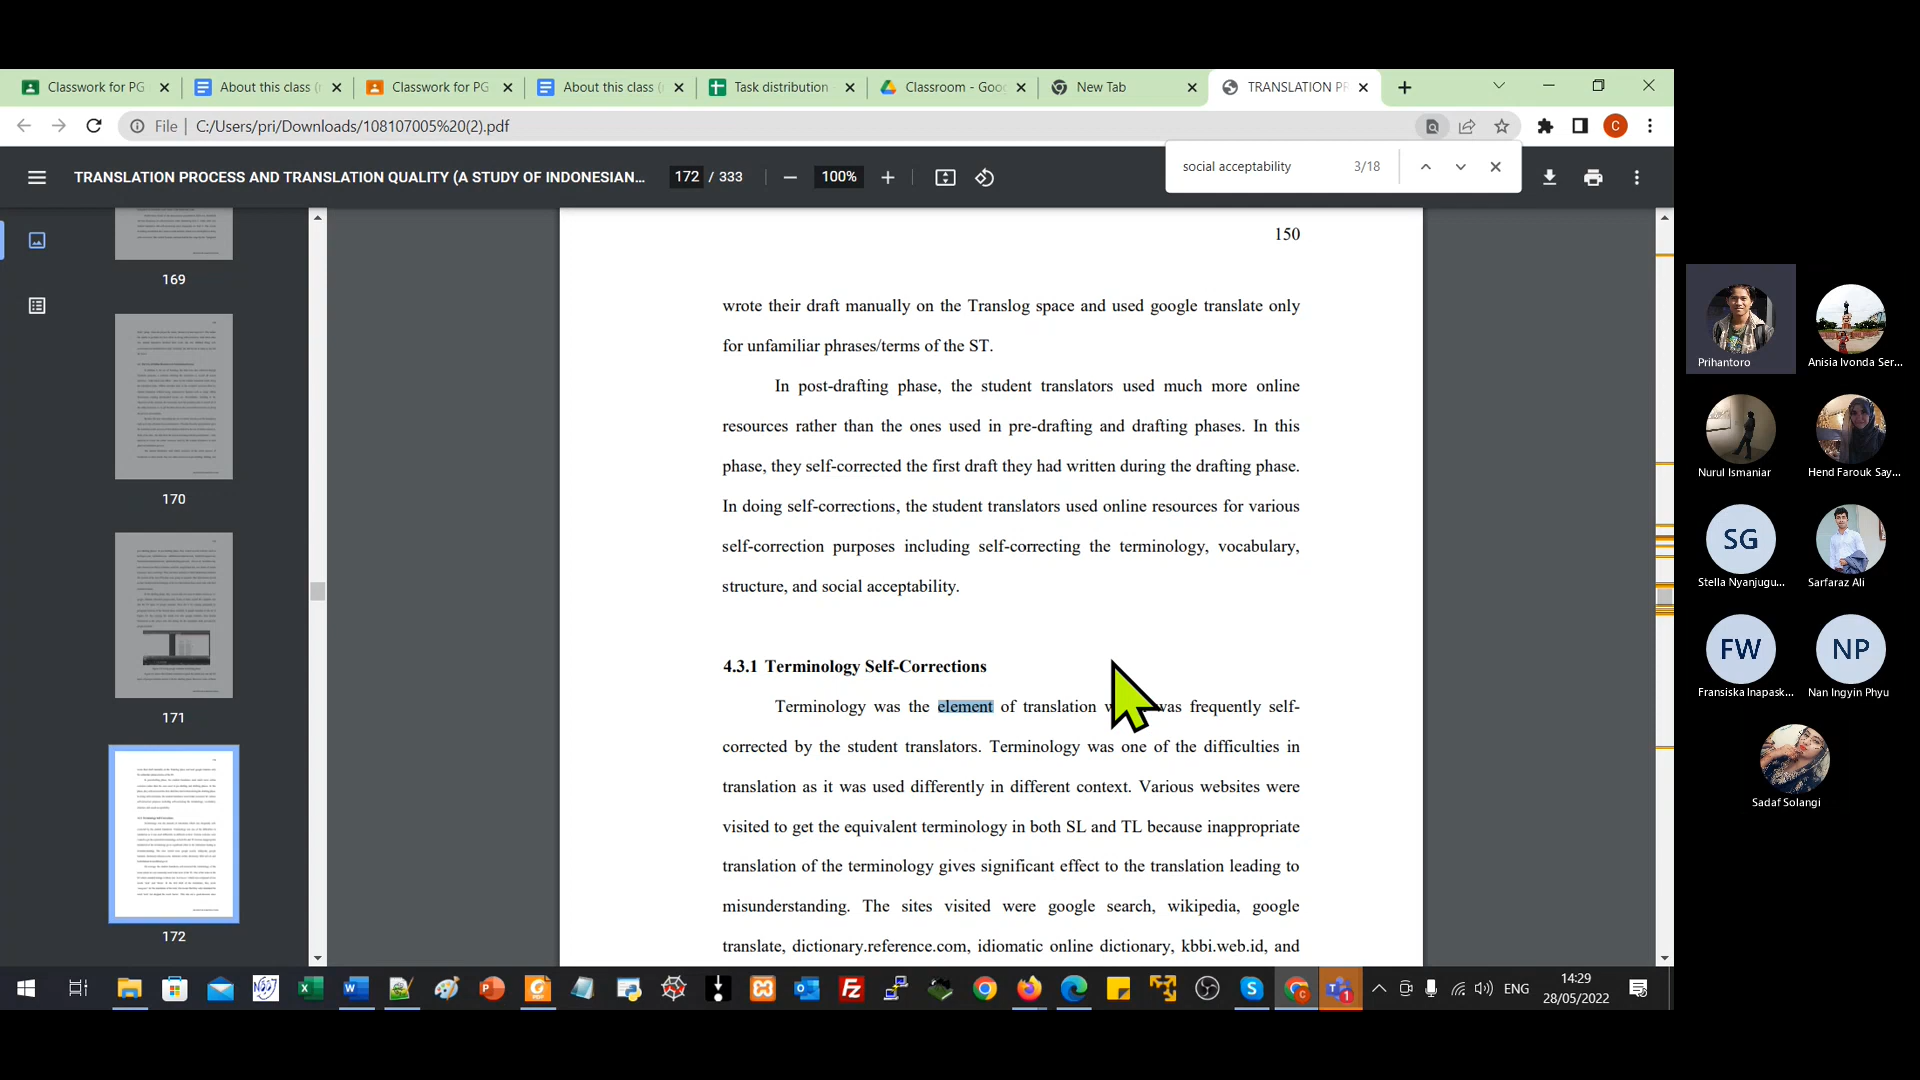 Classwork for PG
About this class (
Classwork for PG
About this class (
Task distribution
Classroom - Goo
New Tab
TRANSLATION PR
File
C:/Users/pri/Downloads/108107005%20(2).pdf
C
social acceptability
3/18
TRANSLATION PROCESS AND TRANSLATION QUALITY (A STUDY OF INDONESIAN...
172 / 333
100%
169
170
171
172
150
wrote their draft manually on the Translog space and used google translate only
for unfamiliar phrases/terms of the ST.
In post-drafting phase, the student translators used much more online
resources rather than the ones used in pre-drafting and drafting phases. In this
phase, they self-corrected the first draft they had written during the drafting phase.
In doing self-corrections, the student translators used online resources for various
self-correction purposes including self-correcting the terminology, vocabulary,
structure, and social acceptability.
4.3.1 Terminology Self-Corrections
Terminology was the element of translation was frequently self-
corrected by the student translators. Terminology was one of the difficulties in
translation as it was used differently in different context. Various websites were
visited to get the equivalent terminology in both SL and TL because inappropriate
translation of the terminology gives significant effect to the translation leading to
misunderstanding. The sites visited were google search, wikipedia, google
translate, dictionary.reference.com, idiomatic online dictionary, kbbi.web.id, and
Prihantoro
Anisia Ivonda Ser...
Nurul Ismaniar
Hend Farouk Say...
SG
Stella Nyanjugu...
Sarfaraz Ali
FW
Fransiska Inapask...
NP
Nan Ingyin Phyu
Sadaf Solangi
ENG
14:29
28/05/2022